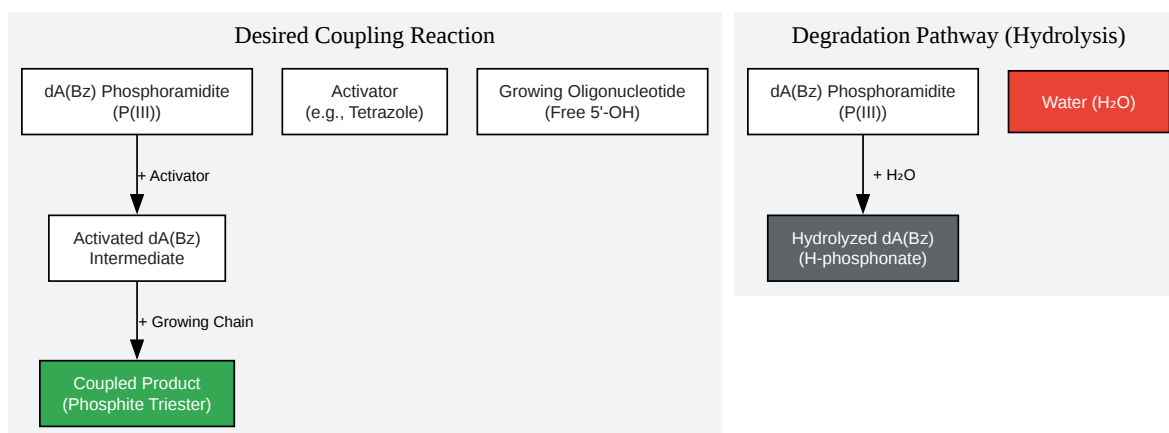 Desired Coupling Reaction
dA(Bz) Phosphoramidite
(P(III))
Activator
(e.g., Tetrazole)
Growing Oligonucleotide
(Free 5'-OH)
+ Activator
Activated dA(Bz)
Intermediate
+ Growing Chain
Coupled Product
(Phosphite Triester)
Degradation Pathway (Hydrolysis)
dA(Bz) Phosphoramidite
(P(III))
Water (H₂O)
+ H₂O
Hydrolyzed dA(Bz)
(H-phosphonate)